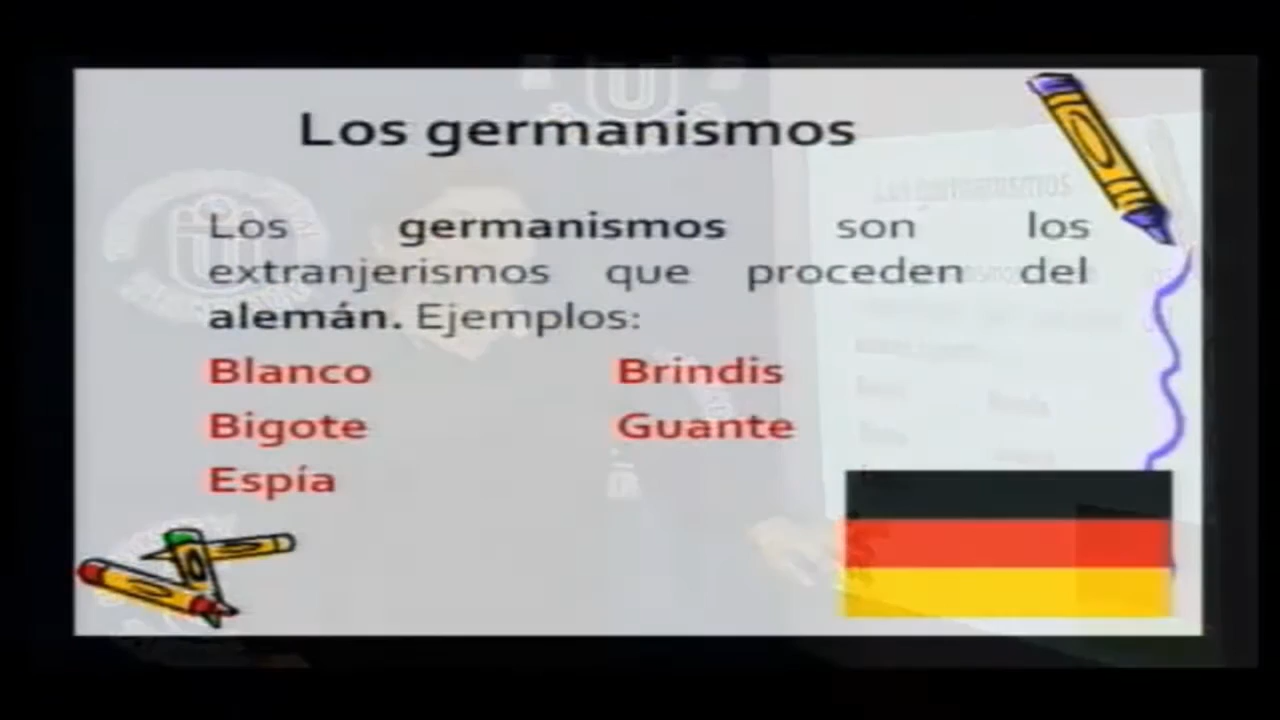 Los germanismos
Los germanismos son los
extranjerismos que proceden del
alemán. Ejemplos:
Blanco Brindis
Bigote Guante
Espía